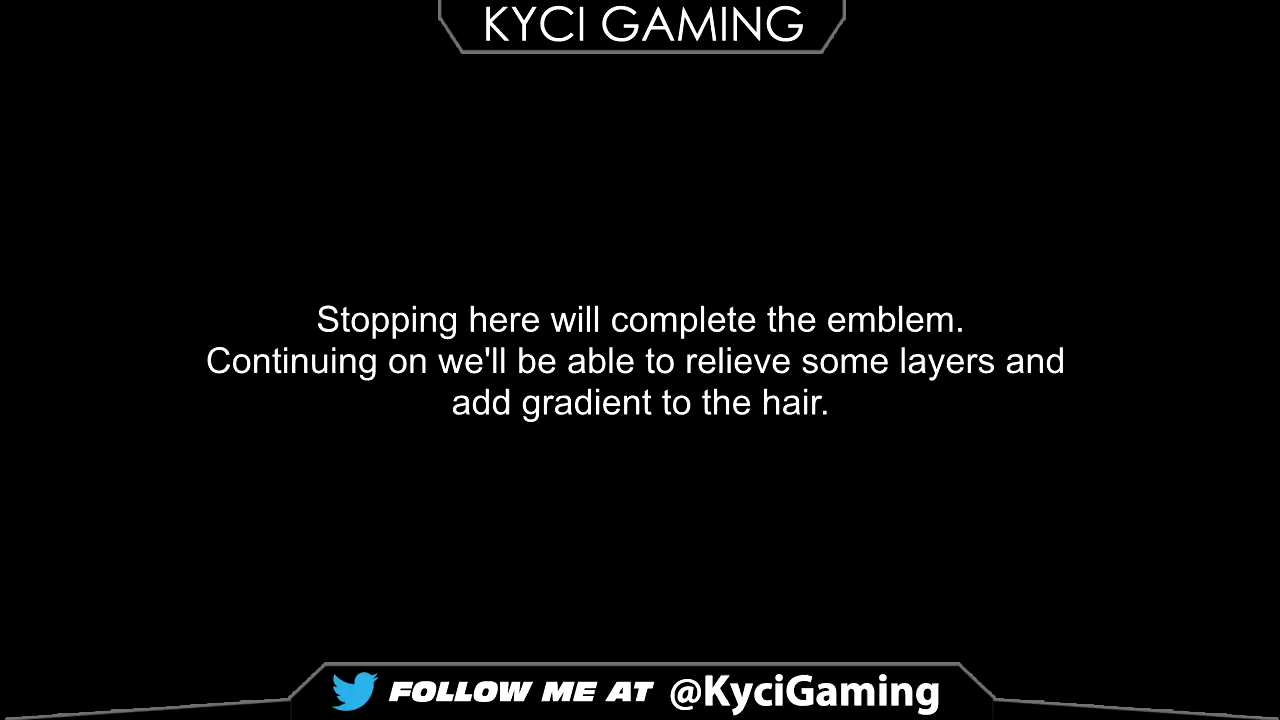 KYCI GAMING
Stopping here will complete the emblem.
Continuing on we'll be able to relieve some layers and
add gradient to the hair.
FOLLOW ME AT @KyciGaming